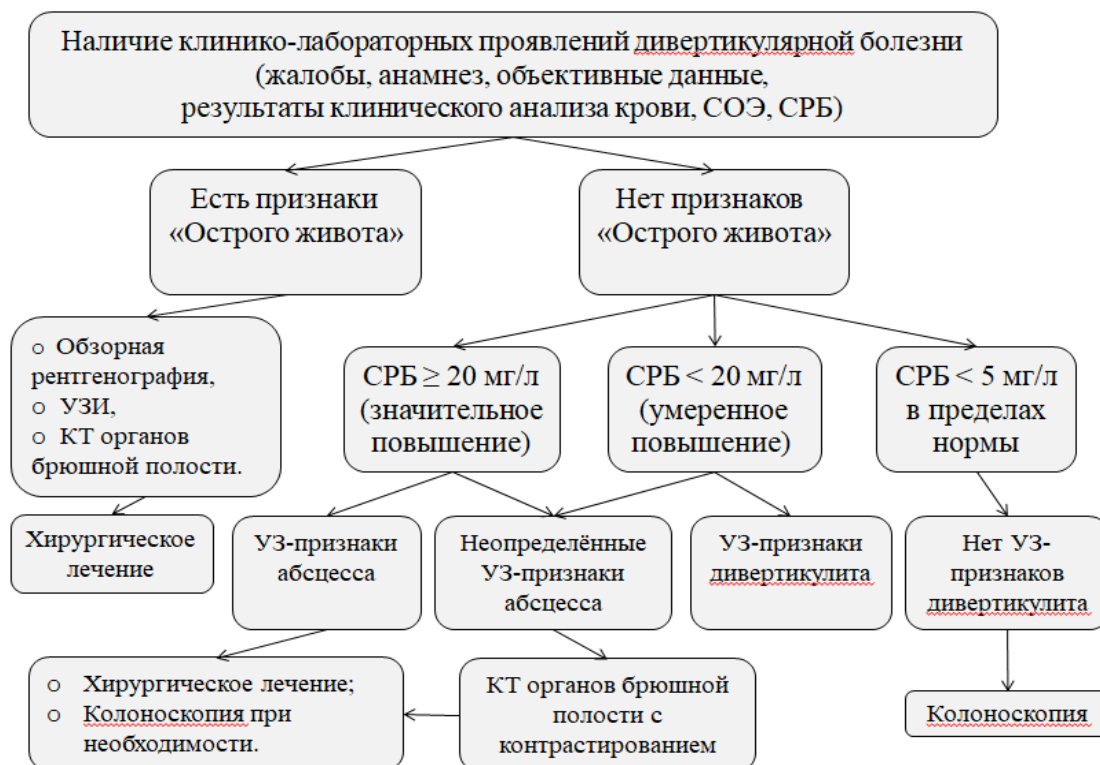 Наличие клинико-лабораторных проявлений дивертикулярной болезни
(жалобы, анамнез, объективные данные,
результаты клинического анализа крови, СОЭ, СРБ)
Есть признаки
«Острого живота»
Нет признаков
«Острого живота»
o Обзорная
рентгенография,
o УЗИ,
o КТ органов
брюшной полости.
СРБ ≥ 20 мг/л
(значительное
повышение)
СРБ < 20 мг/л
(умеренное
повышение)
СРБ < 5 мг/л
в пределах
нормы
Хирургическое
лечение
УЗ-признаки
абсцесса
Неопределённые
УЗ-признаки
абсцесса
УЗ-признаки
дивертикулита
Нет УЗ-
признаков
дивертикулита
o Хирургическое лечение;
o Колоноскопия при
необходимости.
КТ органов брюшной
полости с
контрастированием
Колоноскопия